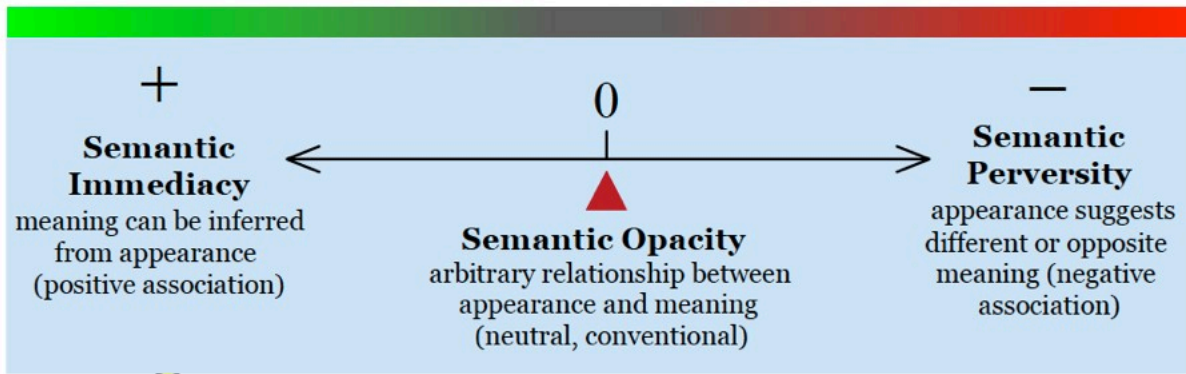 +
Semantic
Immediacy
meaning can be inferred
from appearance
(positive association)
0
Semantic Opacity
arbitrary relationship between
appearance and meaning
(neutral, conventional)
–
Semantic
Perversity
appearance suggests
different or opposite
meaning (negative
association)